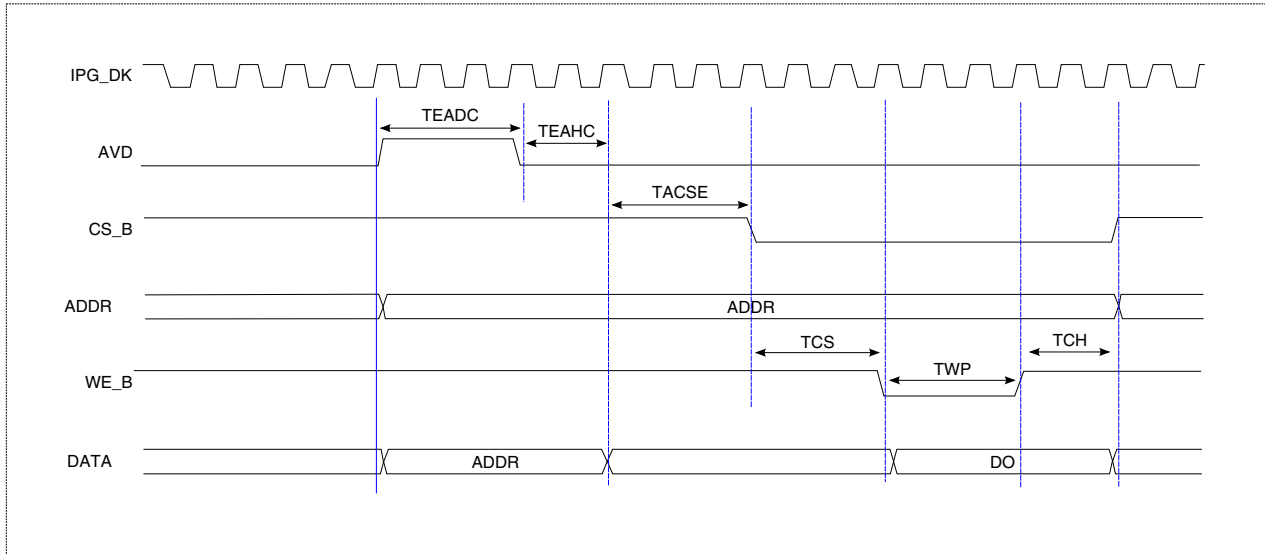 IPG_DK
TEADC
TEAHC
AVD
TACSE
CS_B
ADDR
ADDR
TCS
TCH
WE_B
TWP
DATA
ADDR
DO